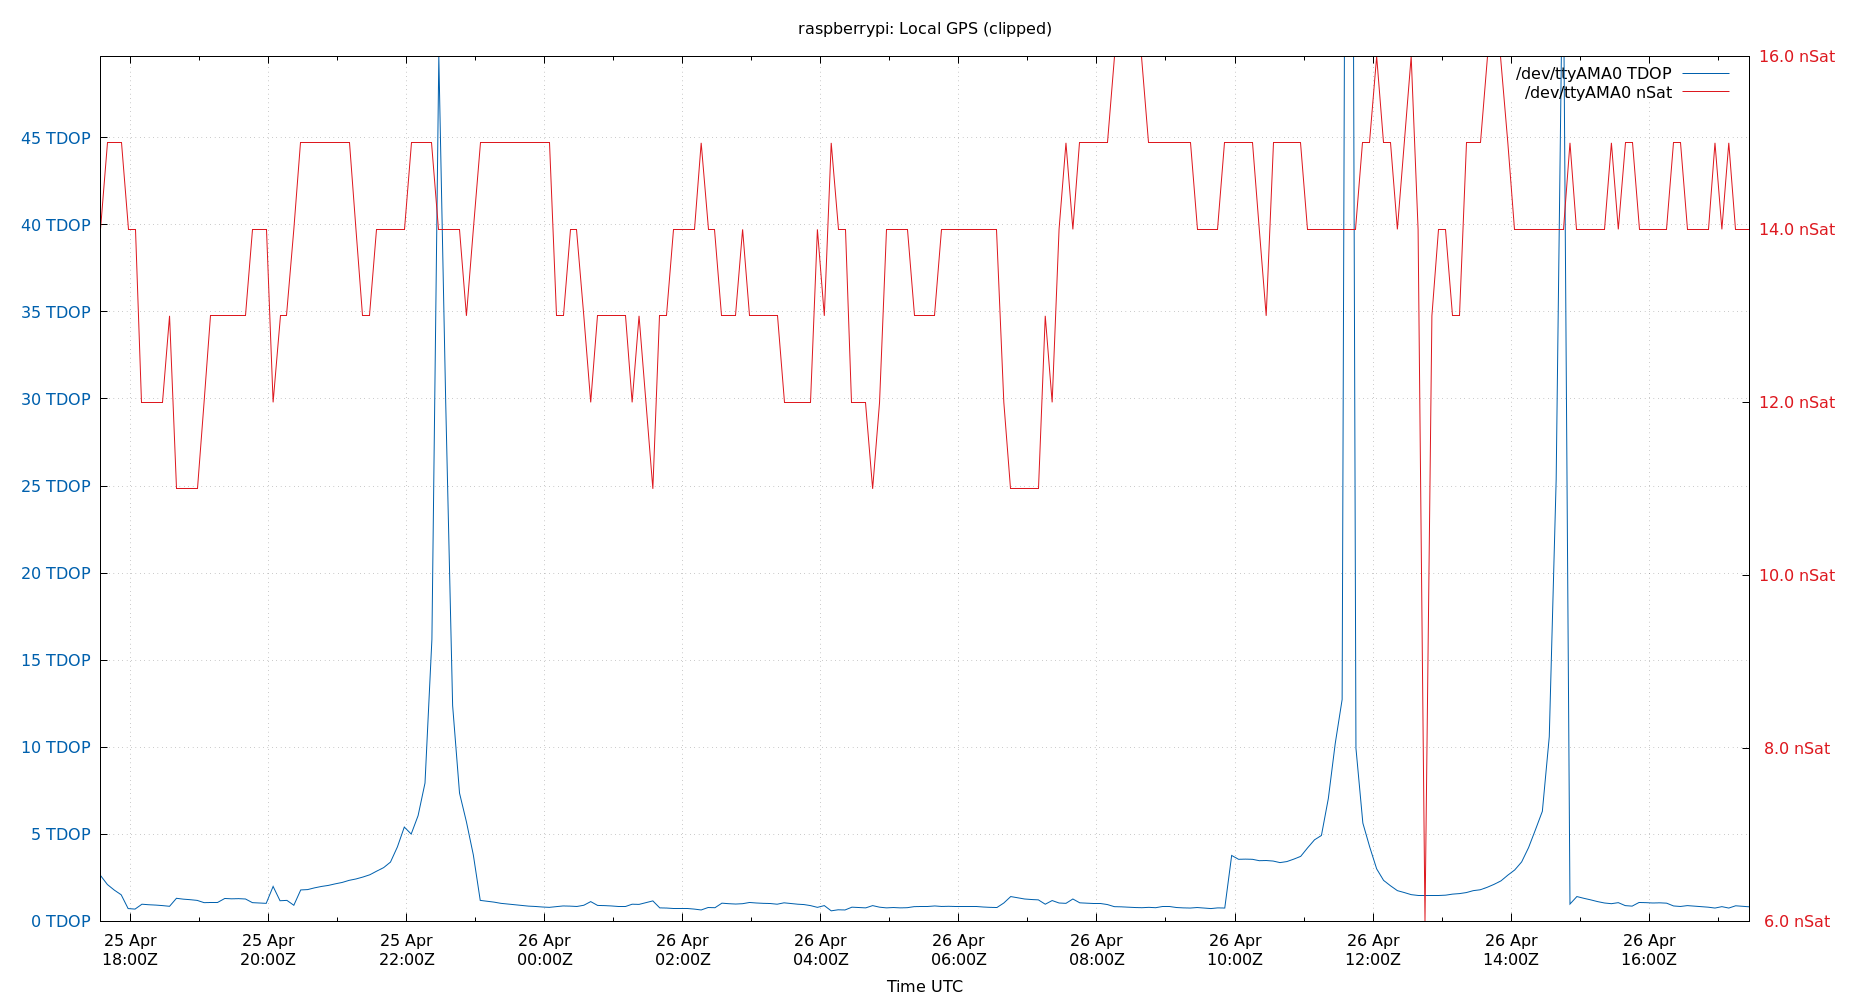 raspberrypi: Local GPS (clipped)
/dev/ttyAMA0 TDOP
/dev/ttyAMA0 nSat
45 TDOP
40 TDOP
35 TDOP
30 TDOP
25 TDOP
20 TDOP
15 TDOP
10 TDOP
5 TDOP
0 TDOP
16.0 nSat
14.0 nSat
12.0 nSat
10.0 nSat
8.0 nSat
6.0 nSat
25 Apr
18:00Z
25 Apr
20:00Z
25 Apr
22:00Z
26 Apr
00:00Z
26 Apr
02:00Z
26 Apr
04:00Z
26 Apr
06:00Z
26 Apr
08:00Z
26 Apr
10:00Z
26 Apr
12:00Z
26 Apr
14:00Z
26 Apr
16:00Z
Time UTC